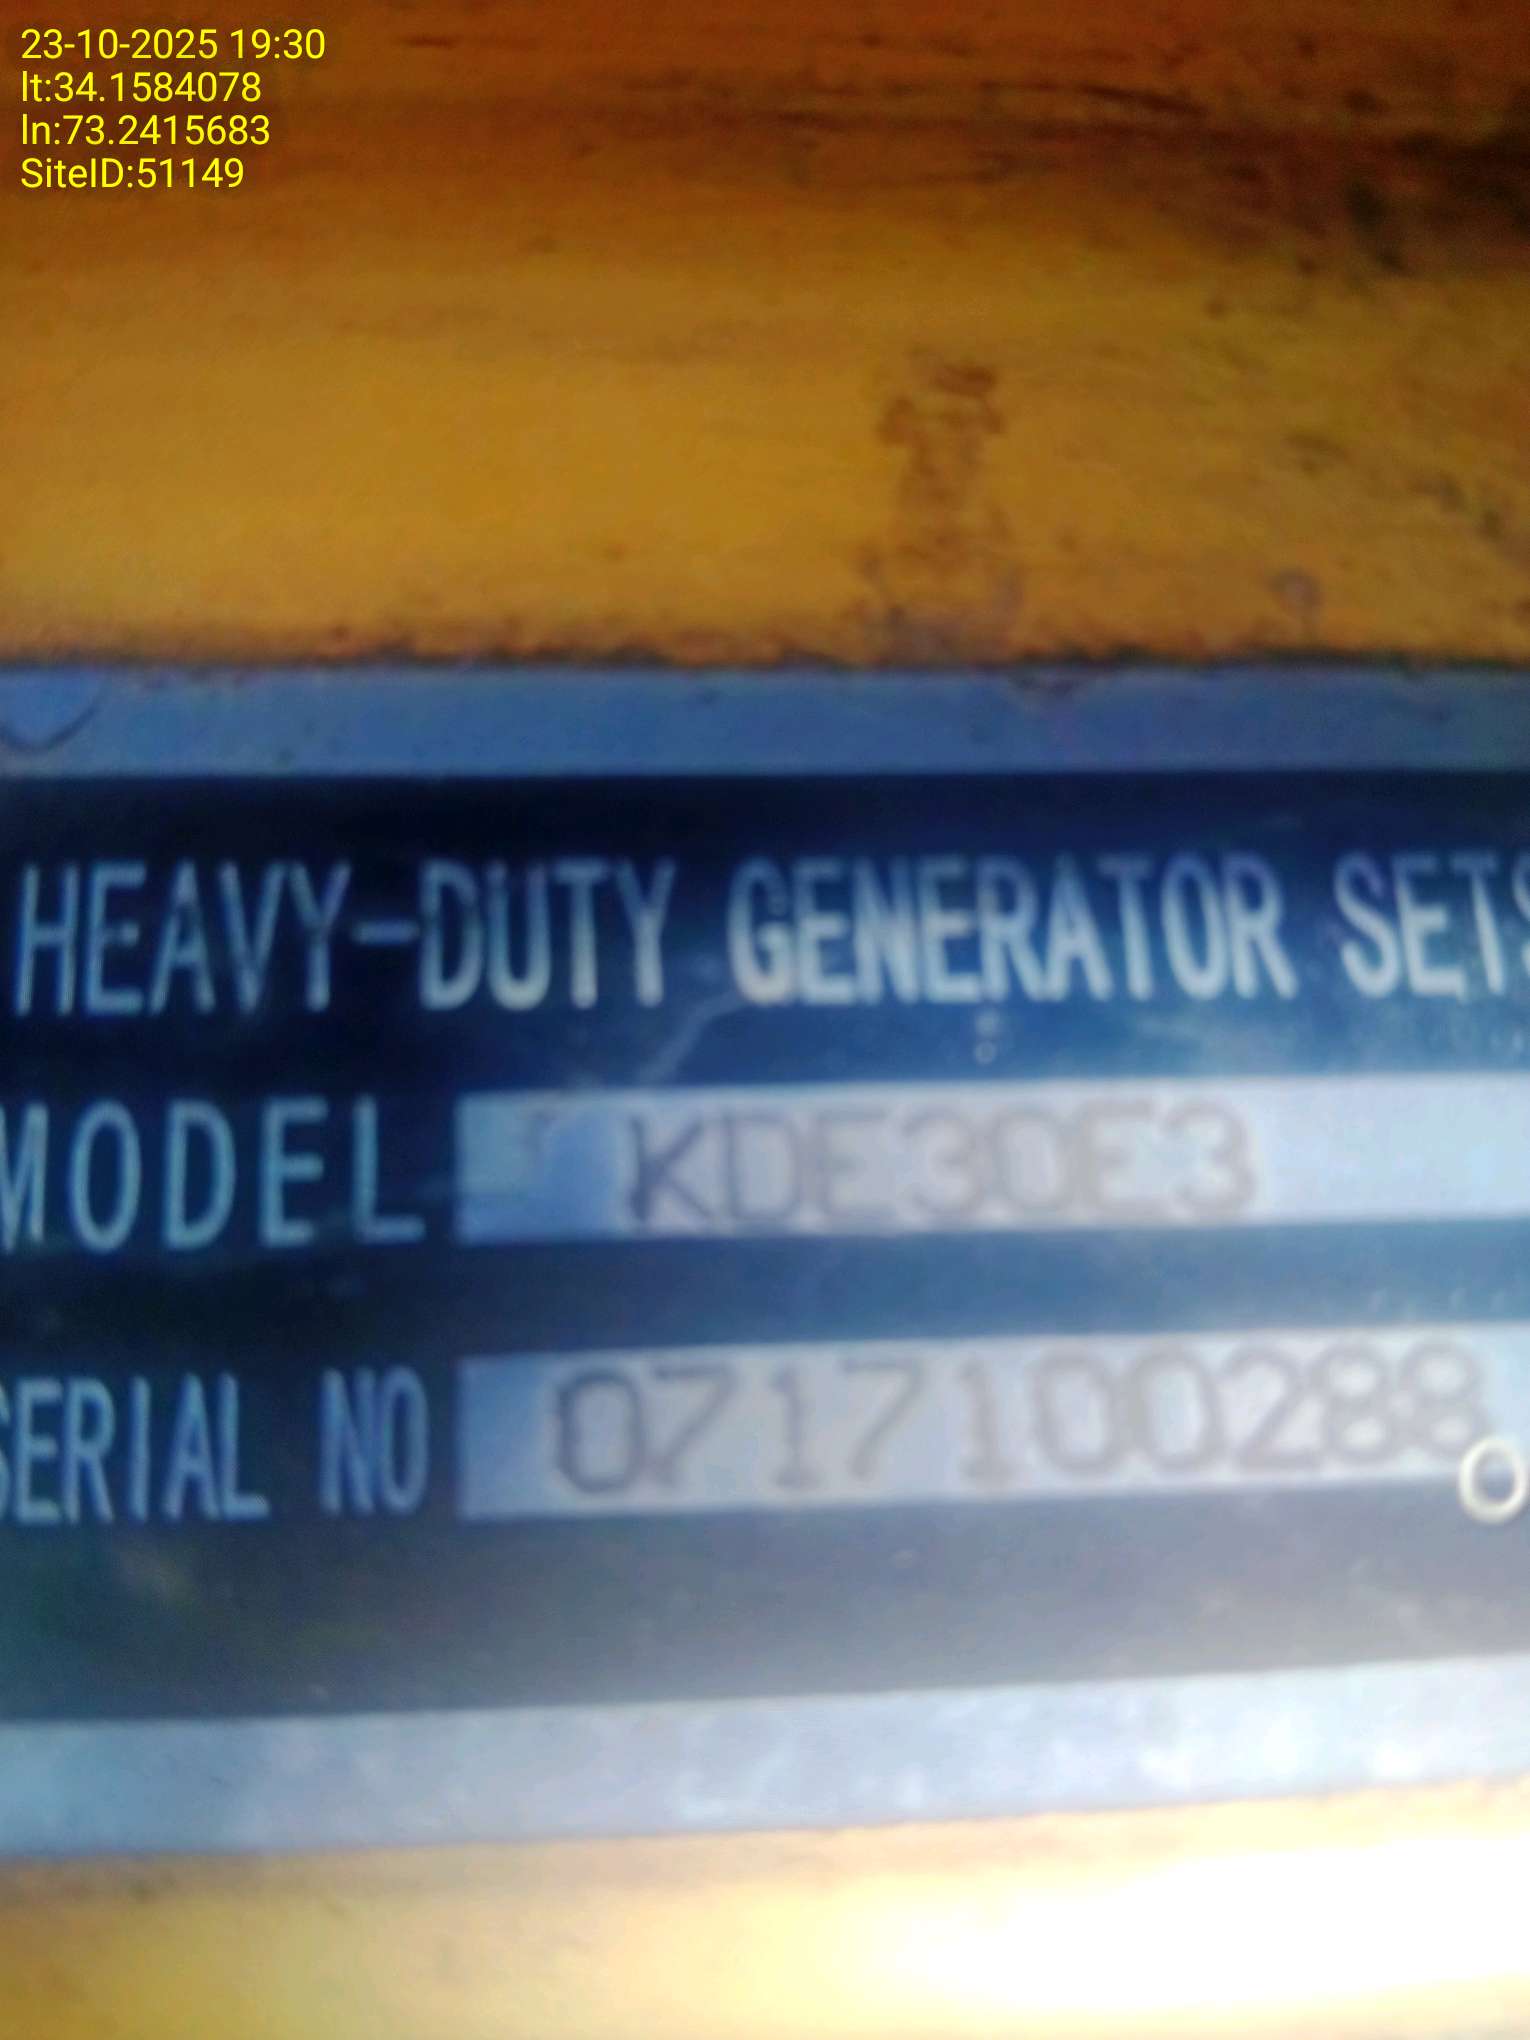 23-10-2025 19:30
lt:34.1584078
ln:73.2415683
SiteID:51149
HEAVY-DUTY GENERATOR SETS
MODEL KDE30E3
SERIAL NO 0717100288